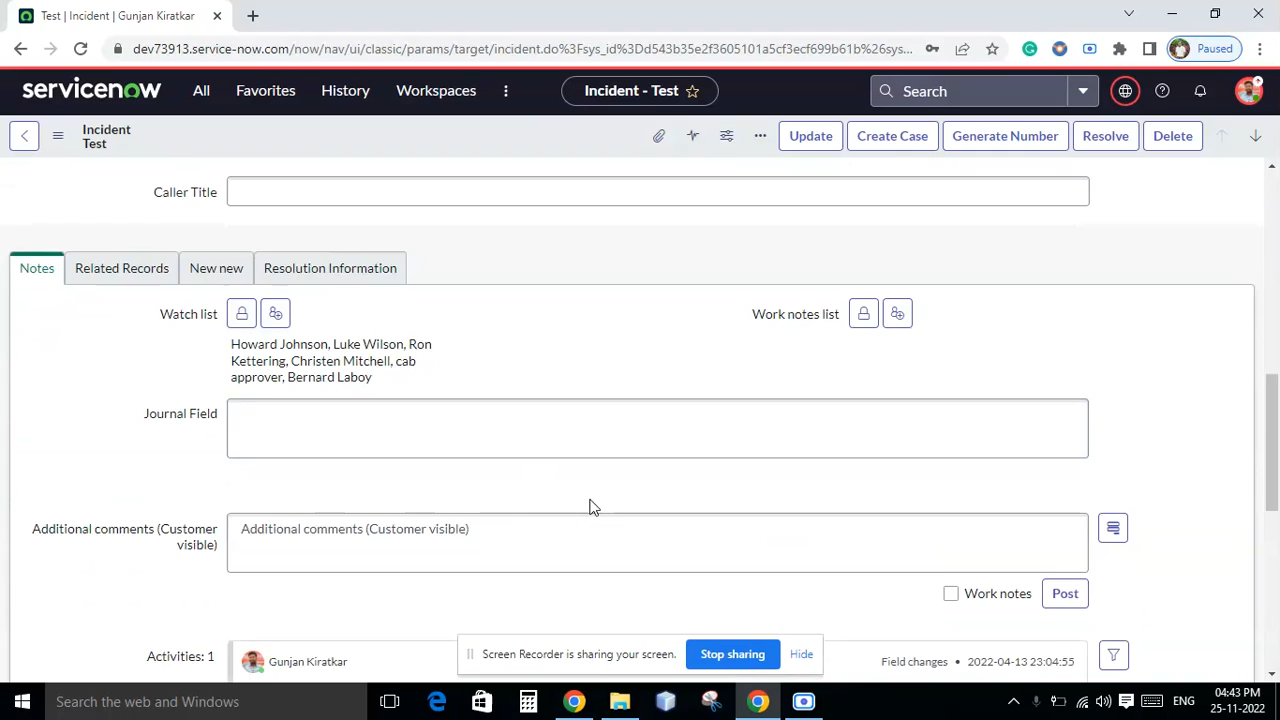 Test | Incident | Gunjan Kiratkar
dev73913.service-now.com/now/nav/ui/classic/params/target/incident.do%3Fsys_id%3Dd543b35e2f3605101a5cf3ecf699b61b%26sys...
Paused
servicenow
All
Favorites
History
Workspaces
Incident - Test
Search
Incident
Test
Update
Create Case
Generate Number
Resolve
Delete
Caller Title
Notes
Related Records
New new
Resolution Information
Watch list
Work notes list
Howard Johnson, Luke Wilson, Ron
Kettering, Christen Mitchell, cab
approver, Bernard Laboy
Journal Field
Additional comments (Customer
visible)
Additional comments (Customer visible)
Work notes
Post
Activities: 1
Gunjan Kiratkar
Field changes • 2022-04-13 23:04:55
Screen Recorder is sharing your screen.
Stop sharing
Hide
Search the web and Windows
ENG
04:43 PM
25-11-2022